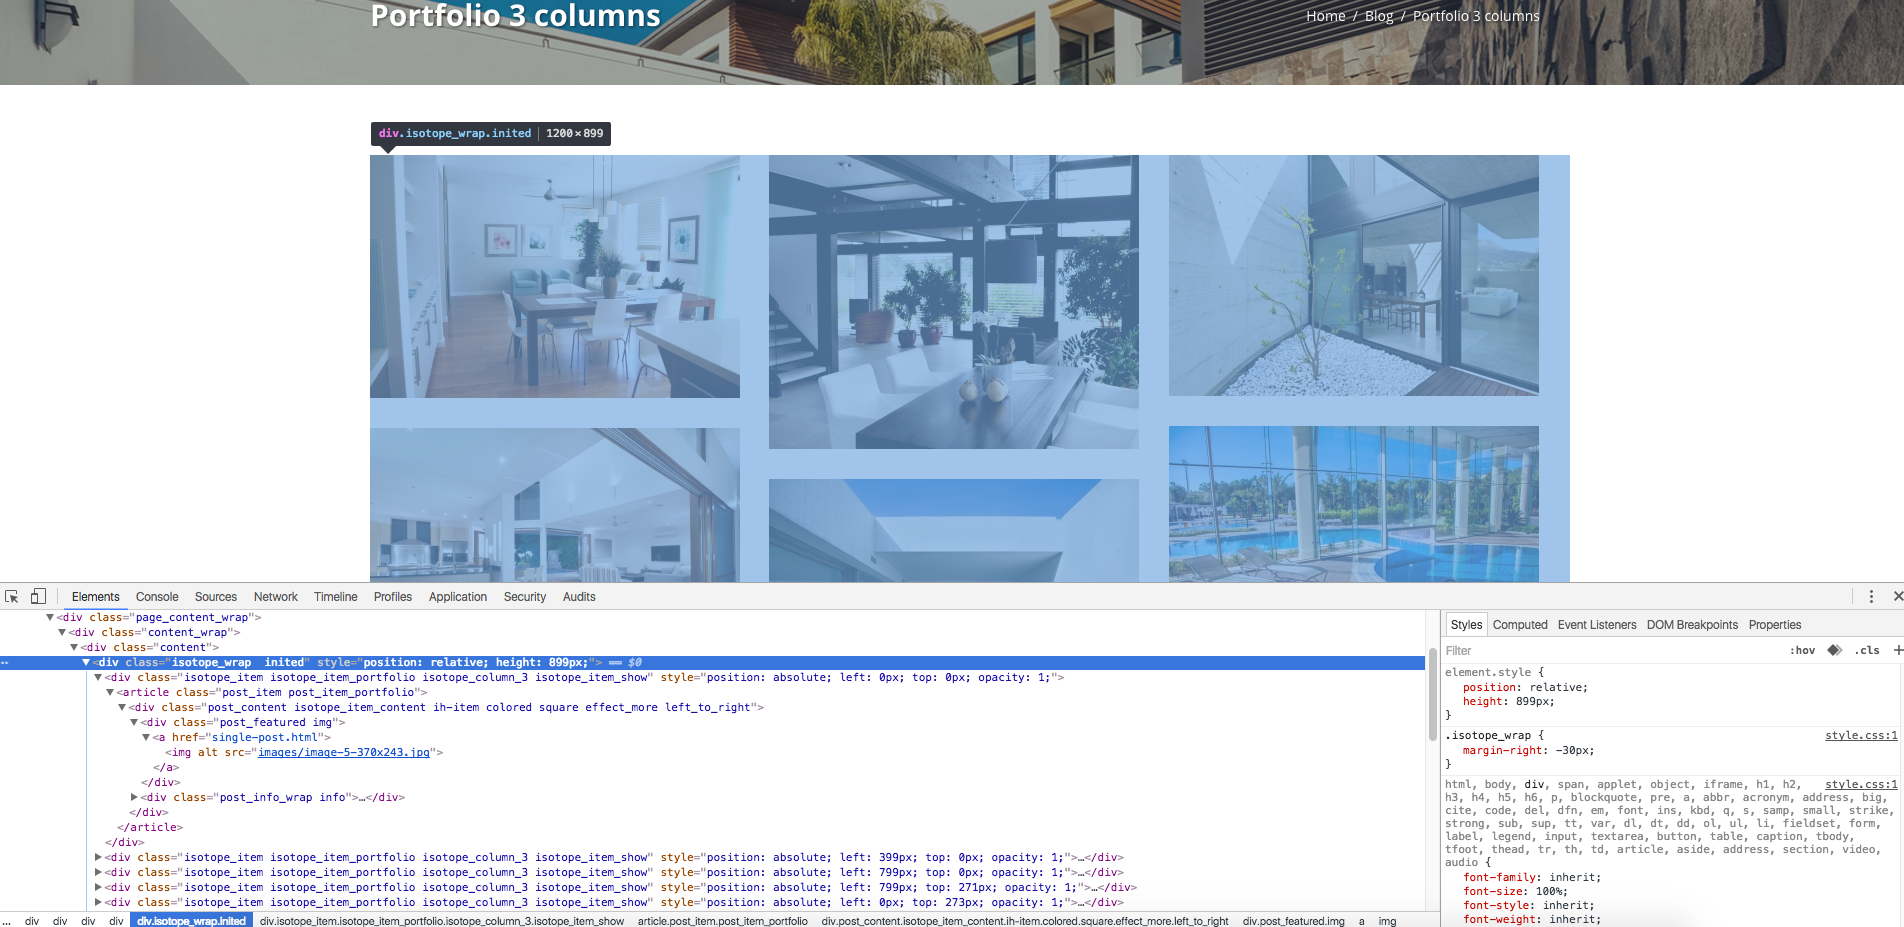 Portfolio 3 columns
Home / Blog / Portfolio 3 columns
div.isotope_wrap.inited | 1200×899
Elements Console Sources Network Timeline Profiles Application Security Audits
▼<div class="page_content_wrap">
▼<div class="content_wrap">
▼<div class="content">
▼<div class="isotope_wrap  inited" style="position: relative; height: 899px;"> == $0
▼<div class="isotope_item isotope_item_portfolio isotope_column_3 isotope_item_show" style="position: absolute; left: 0px; top: 0px; opacity: 1;">
▼<article class="post_item post_item_portfolio">
▼<div class="post_content isotope_item_content ih-item colored square effect_more left_to_right">
▼<div class="post_featured img">
▼<a href="single-post.html">
<img alt src="images/image-5-370x243.jpg">
</a>
</div>
▶<div class="post_info_wrap info">…</div>
</div>
</article>
</div>
▶<div class="isotope_item isotope_item_portfolio isotope_column_3 isotope_item_show" style="position: absolute; left: 399px; top: 0px; opacity: 1;">…</div>
▶<div class="isotope_item isotope_item_portfolio isotope_column_3 isotope_item_show" style="position: absolute; left: 799px; top: 0px; opacity: 1;">…</div>
▶<div class="isotope_item isotope_item_portfolio isotope_column_3 isotope_item_show" style="position: absolute; left: 799px; top: 271px; opacity: 1;">…</div>
▶<div class="isotope_item isotope_item_portfolio isotope_column_3 isotope_item_show" style="position: absolute; left: 0px; top: 273px; opacity: 1;">…</div>
... div div div div div.isotope_wrap.inited div.isotope_item.isotope_item_portfolio.isotope_column_3.isotope_item_show article.post_item.post_item_portfolio div.post_content.isotope_item_content.ih-item.colored.square.effect_more.left_to_right div.post_featured.img a img
Styles Computed Event Listeners DOM Breakpoints Properties
Filter :hov .cls +
element.style {
position: relative;
height: 899px;
}
.isotope_wrap { style.css:1
margin-right: -30px;
}
html, body, div, span, applet, object, iframe, h1, h2, style.css:1
h3, h4, h5, h6, p, blockquote, pre, a, abbr, acronym, address, big,
cite, code, del, dfn, em, font, ins, kbd, q, s, samp, small, strike,
strong, sub, sup, tt, var, dl, dt, dd, ol, ul, li, fieldset, form,
label, legend, input, textarea, button, table, caption, tbody,
tfoot, thead, tr, th, td, article, aside, address, section, video,
audio {
font-family: inherit;
font-size: 100%;
font-style: inherit;
font-weight: inherit;